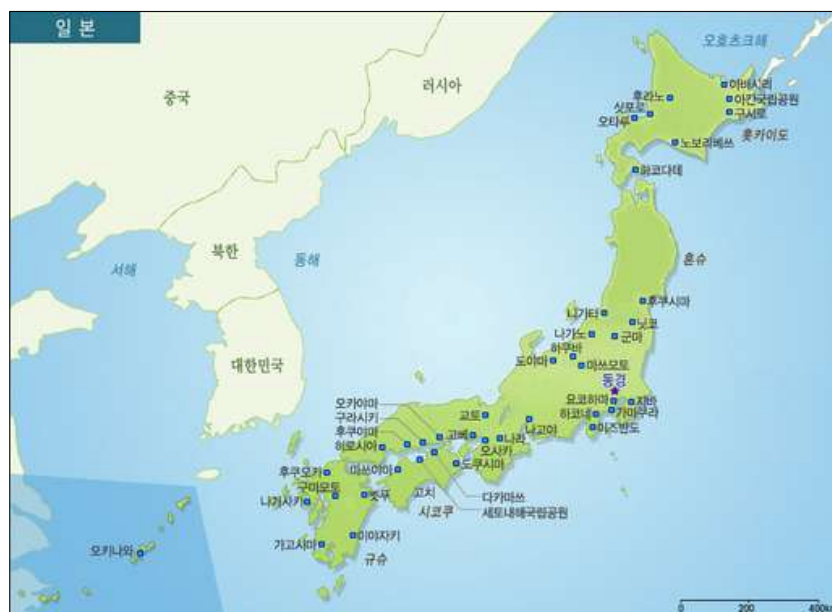 일본
오호츠크해
중국
러시아
아바시리
후라노
아칸국립공원
삿포로
구시로
오타루
홋카이도
노보리베쓰
하코다테
북한
서해
동해
혼슈
후쿠시마
니가타
닛코
나가노
군마
하쿠바
도야마
마쓰모토
대한민국
동경
오카야마
요코하마
지바
구라시키
교토
하코네
가마쿠라
후쿠야마
고베
나고야
이즈반도
히로시마
나라
오사카
후쿠오카
마쓰야마
도쿠시마
구마모토
벳부
고치
다카마쓰
나가사키
시코쿠
세토내해국립공원
오키나와
가고시마
미야자키
규슈
0 200 400km